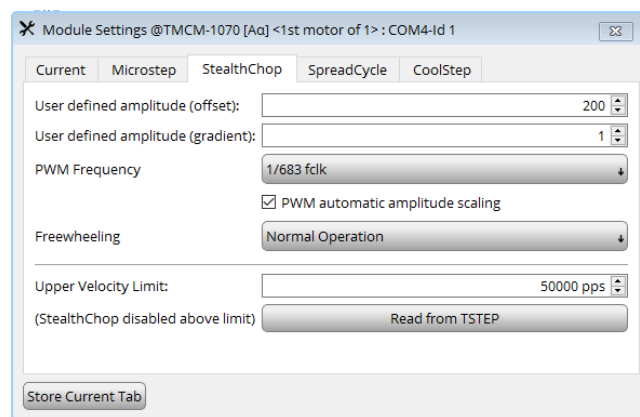 Module Settings @TMCM-1070 [Aα] <1st motor of 1> : COM4-Id 1
Current Microstep StealthChop SpreadCycle CoolStep
User defined amplitude (offset): 200
User defined amplitude (gradient): 1
PWM Frequency 1/683 fclk
PWM automatic amplitude scaling
Freewheeling Normal Operation
Upper Velocity Limit: 50000 pps
(StealthChop disabled above limit) Read from TSTEP
Store Current Tab